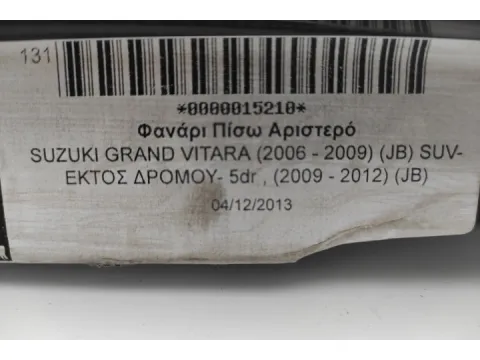 131
*0000015210*
Φανάρι Πίσω Αριστερό
SUZUKI GRAND VITARA (2006 - 2009) (JB) SUV-
ΕΚΤΟΣ ΔΡΟΜΟΥ- 5dr , (2009 - 2012) (JB)
04/12/2013